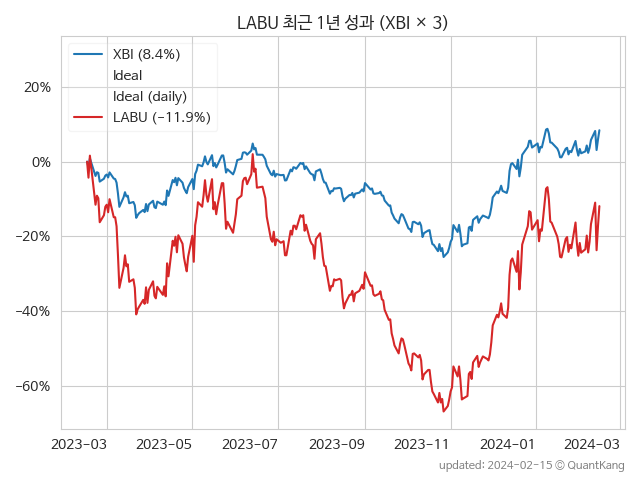 LABU 최근 1년 성과 (XBI × 3)
XBI (8.4%)
Ideal
Ideal (daily)
LABU (−11.9%)
20%
0%
−20%
−40%
−60%
2023−03 2023−05 2023−07 2023−09 2023−11 2024−01 2024−03
updated: 2024−02−15 © QuantKang